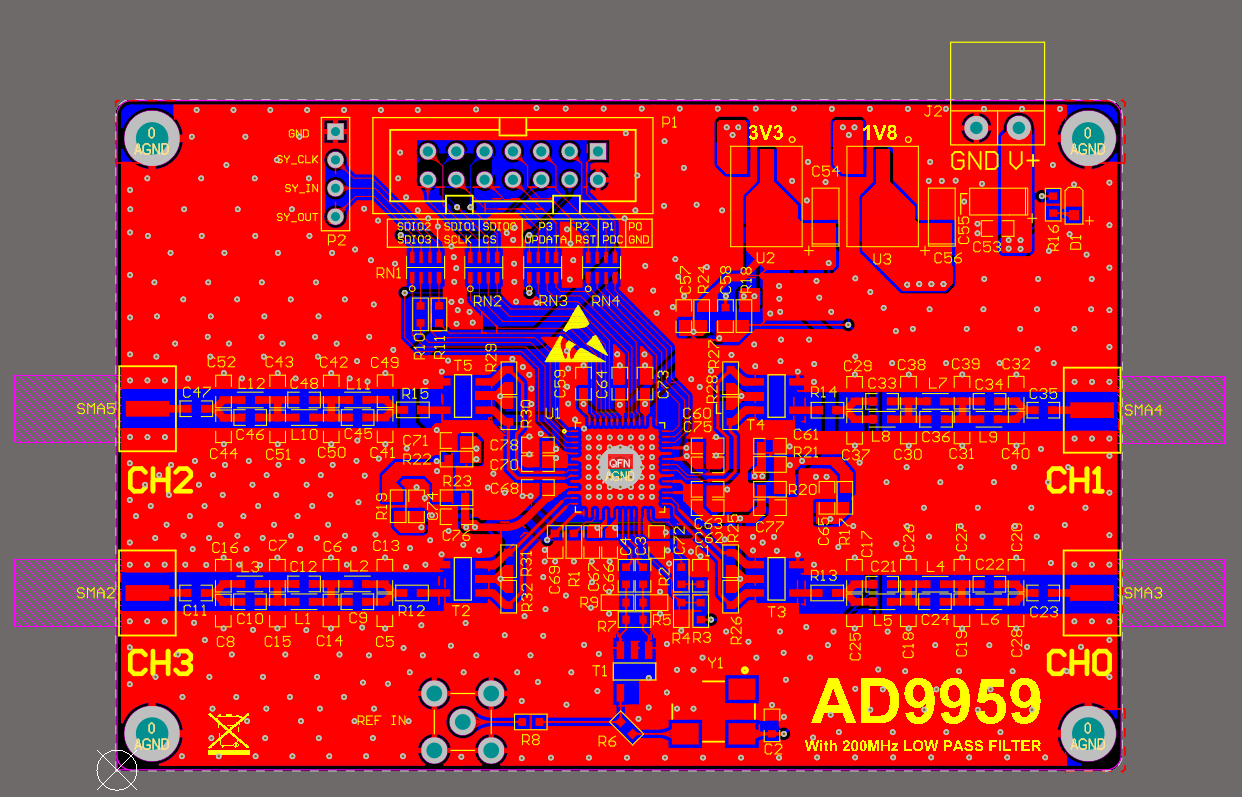 J2
P1
3V3
1V8
0
AGND
GND
SY_CLK
SY_IN
SY_OUT
P2
0
AGND
GND V+
C54
SDIO2 SDIO1 SDIO0 P3 P2 P1 P0
SDIO3 SCLK CS UPDATA RST PDC GND
C55
C53
R16
D1
U2
U3
C56
RN1
RN2
RN3
RN4
C57
R24
C58
R18
R10
R11
R29
R27
C52
C43
C42
C49
T5
C59
C64
C73
R28
C29
C38
C39
C32
SMA5
C47
L12
C48
L11
R15
R30
U1
C60
C75
T4
R14
C33
L7
C34
C35
SMA4
C44
C46
C51
L10
C50
C45
C41
C71
R22
C78
C70
C68
C61
R21
C37
L8
C30
C36
C31
L9
C40
QFN
AGND
CH2
CH1
R23
R19
C74
C76
R20
C77
C65
R17
C63
C62
R25
C16
C7
C6
C13
C69
R1
C67
C66
C4
C3
C72
R2
C17
C26
C27
C29
SMA2
C11
L3
C12
L2
R12
T2
R31
R32
R9
R7
R5
R4
R3
R26
T3
R13
C21
L4
C22
C23
SMA3
C8
C10
C15
L1
C14
C9
C5
C25
L5
C18
C24
C19
L6
C28
CH3
CH0
T1
Y1
AD9959
With 200MHz LOW PASS FILTER
REF IN
R8
R6
C2
0
AGND
0
AGND